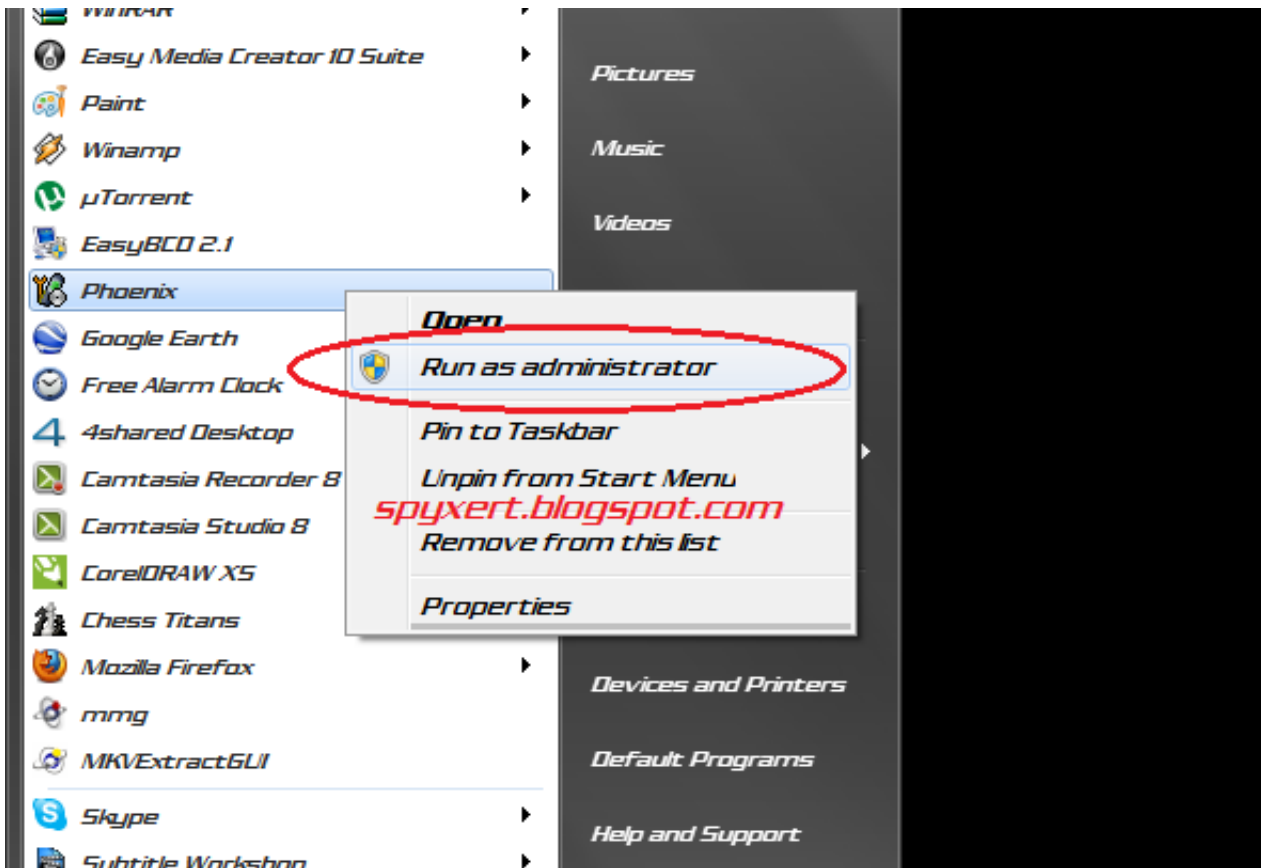 WinRAR
Easy Media Creator 10 Suite
Paint
Winamp
µTorrent
EasyBCD 2.1
Phoenix
Google Earth
Free Alarm Clock
4shared Desktop
Camtasia Recorder 8
Camtasia Studio 8
CorelDRAW X5
Chess Titans
Mozilla Firefox
mmg
MKVExtractGUI
Skype
Subtitle Workshop
Open
Run as administrator
Pin to Taskbar
Unpin from Start Menu
spyxert.blogspot.com
Remove from this list
Properties
Pictures
Music
Videos
Devices and Printers
Default Programs
Help and Support